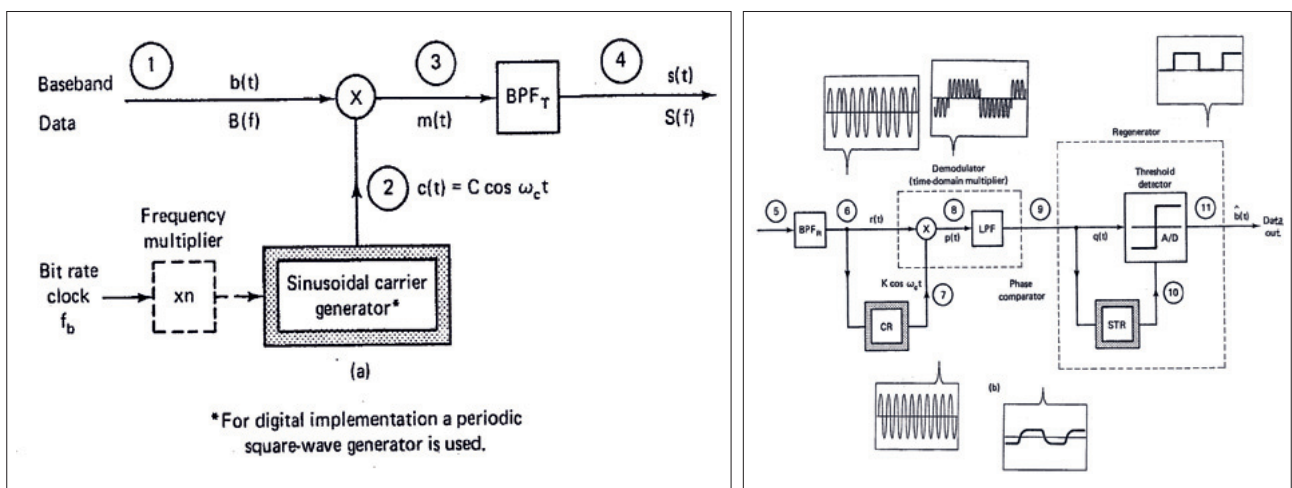 1
Baseband
b(t)
Data
B(f)
X
3
m(t)
BPF_T
4
s(t)
S(f)
2
c(t) = C cos ω_c t
Frequency
multiplier
Bit rate
clock
f_b
xn
Sinusoidal carrier
generator*
(a)
*For digital implementation a periodic
square-wave generator is used.
Regenerator
Demodulator
(time-domain multiplier)
Threshold
detector
5
BPF_R
6
r(t)
X
8
p(t)
LPF
9
q(t)
A/D
11
b̂(t)
Data
out.
K cos ω_c t
7
Phase
comparator
10
CR
STR
(b)